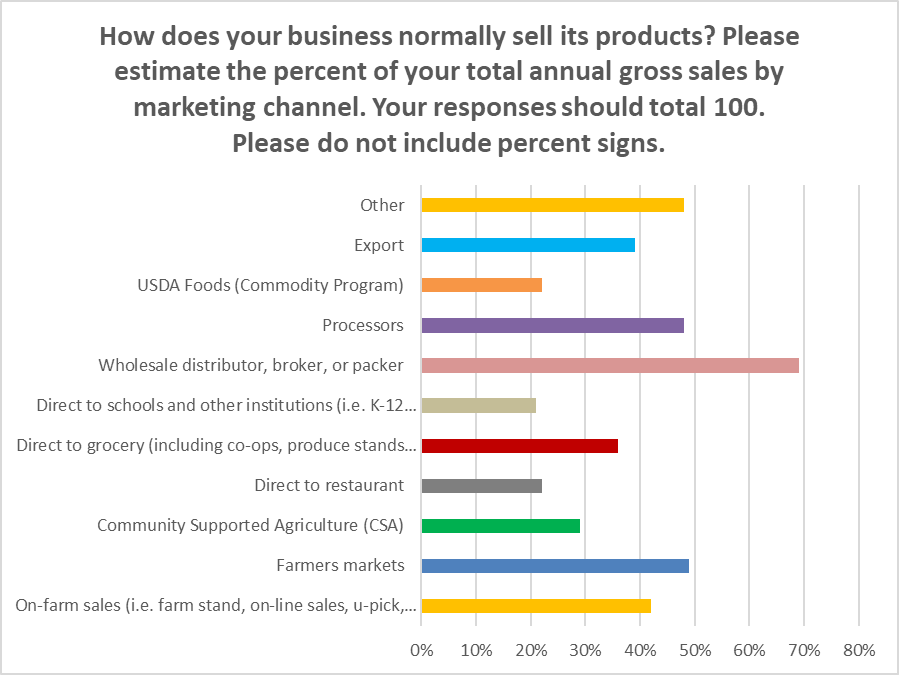 How does your business normally sell its products? Please
estimate the percent of your total annual gross sales by
marketing channel. Your responses should total 100.
Please do not include percent signs.
Other
Export
USDA Foods (Commodity Program)
Processors
Wholesale distributor, broker, or packer
Direct to schools and other institutions (i.e. K-12...
Direct to grocery (including co-ops, produce stands...
Direct to restaurant
Community Supported Agriculture (CSA)
Farmers markets
On-farm sales (i.e. farm stand, on-line sales, u-pick,...
0% 10% 20% 30% 40% 50% 60% 70% 80%